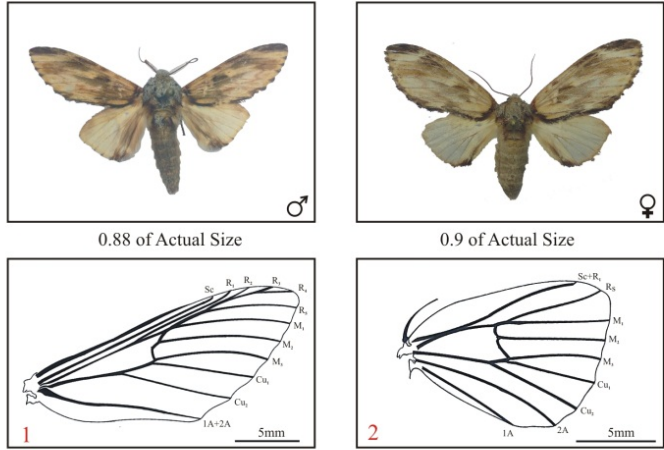 ♂
♀
0.88 of Actual Size
0.9 of Actual Size
Sc R₁ R₂ R₃ R₄
R₅
M₁
M₂
M₃
Cu₁
Cu₂
1A+2A
1
5mm
Sc+R₁
Rs
M₁
M₂
M₃
Cu₁
Cu₂
1A 2A
2
5mm